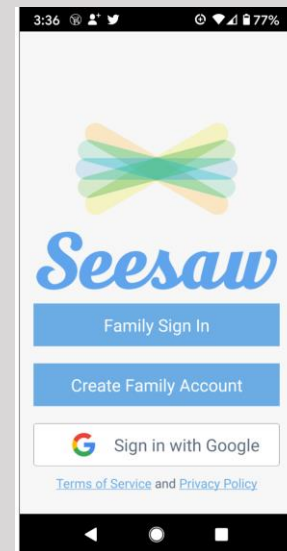 3:36 77%
Seesaw
Family Sign In
Create Family Account
G Sign in with Google
Terms of Service and Privacy Policy